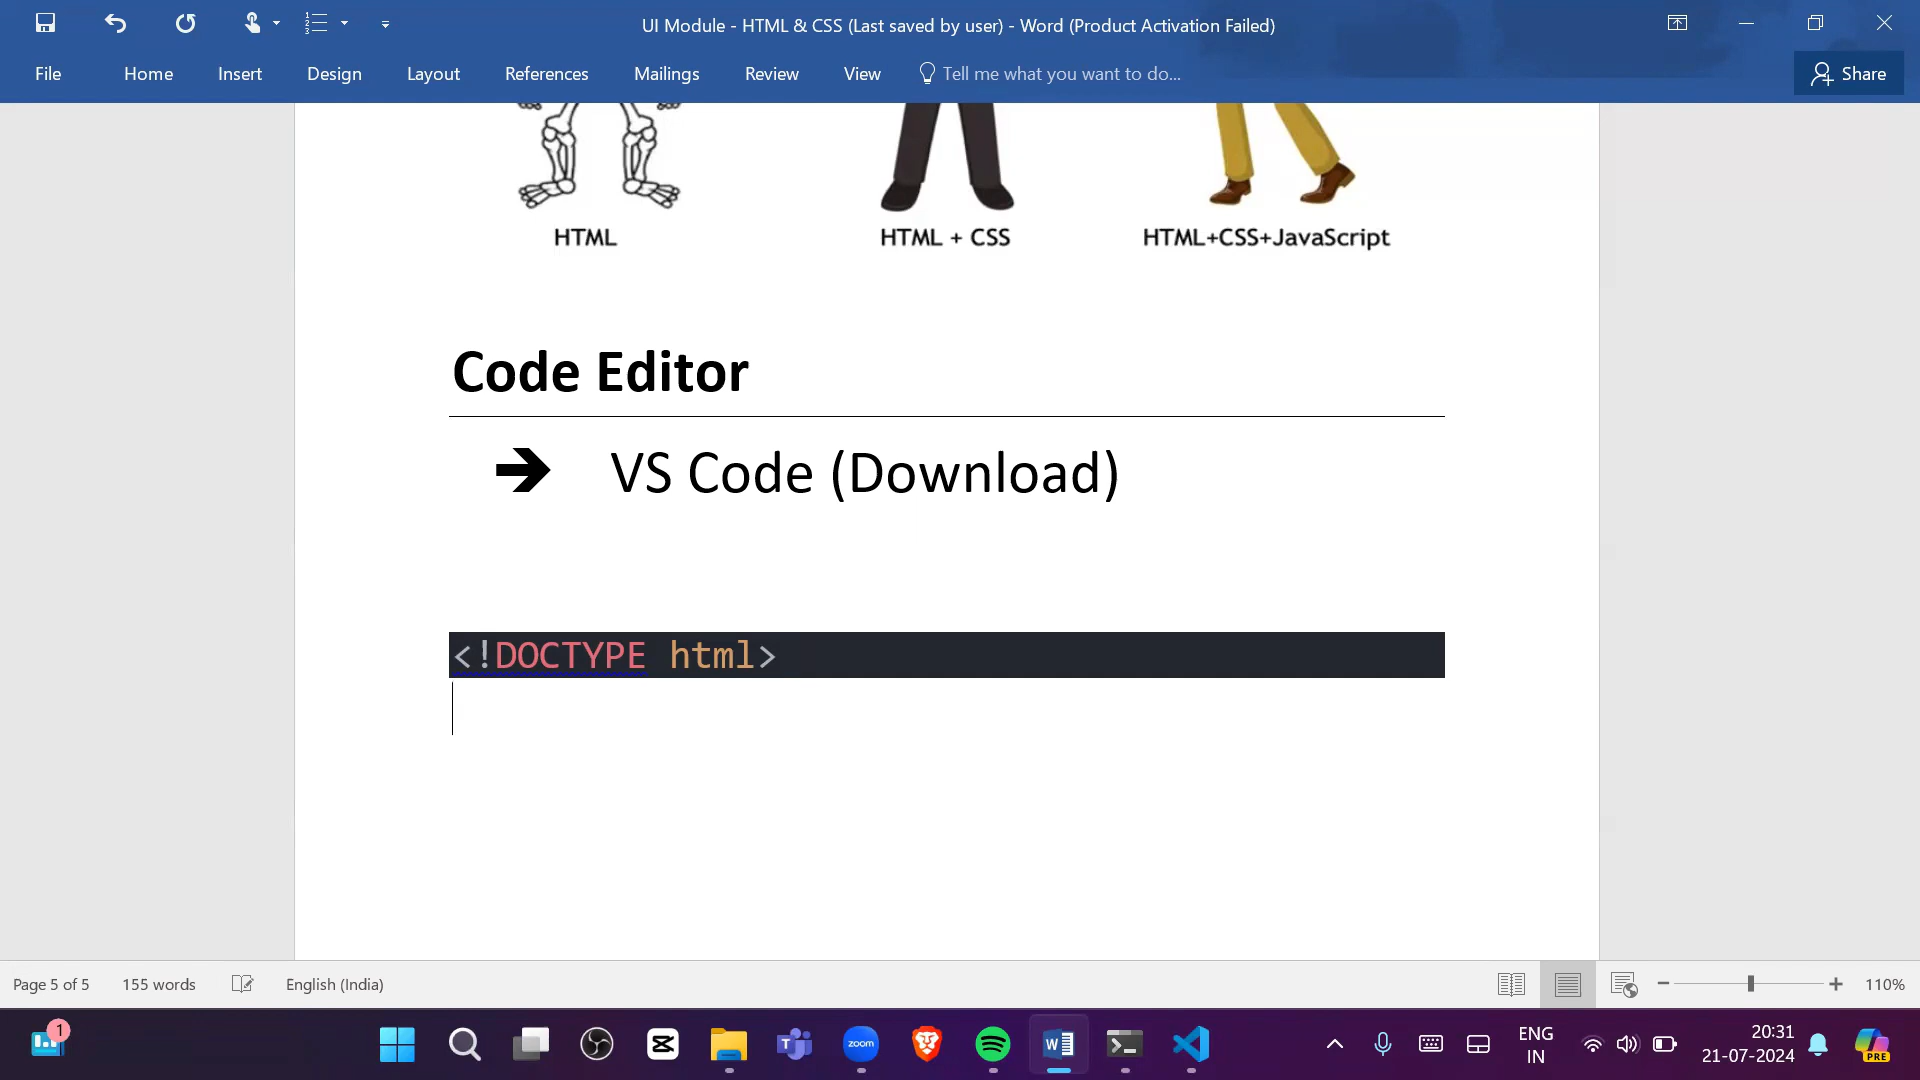 UI Module - HTML & CSS (Last saved by user) - Word (Product Activation Failed)
File Home Insert Design Layout References Mailings Review View Tell me what you want to do... Share
HTML HTML + CSS HTML+CSS+JavaScript
Code Editor
➔ VS Code (Download)
<!DOCTYPE html>
Page 5 of 5 155 words English (India) 110%
1 zoom W ENG 20:31
IN 21-07-2024 PRE